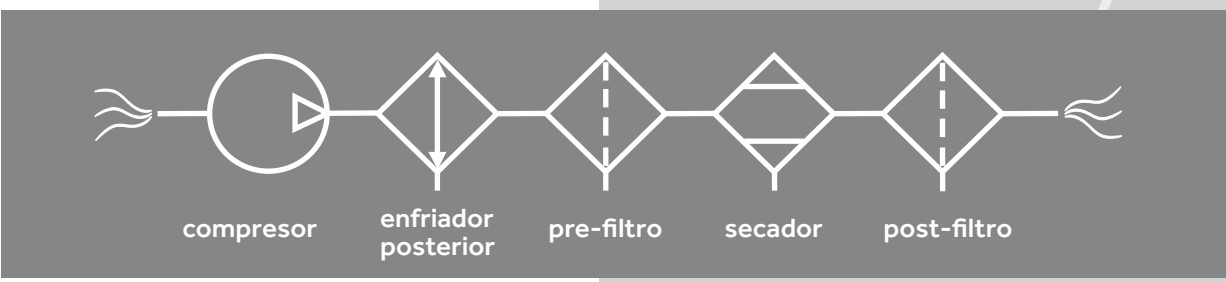 compresor
enfriador
posterior
pre-filtro
secador
post-filtro